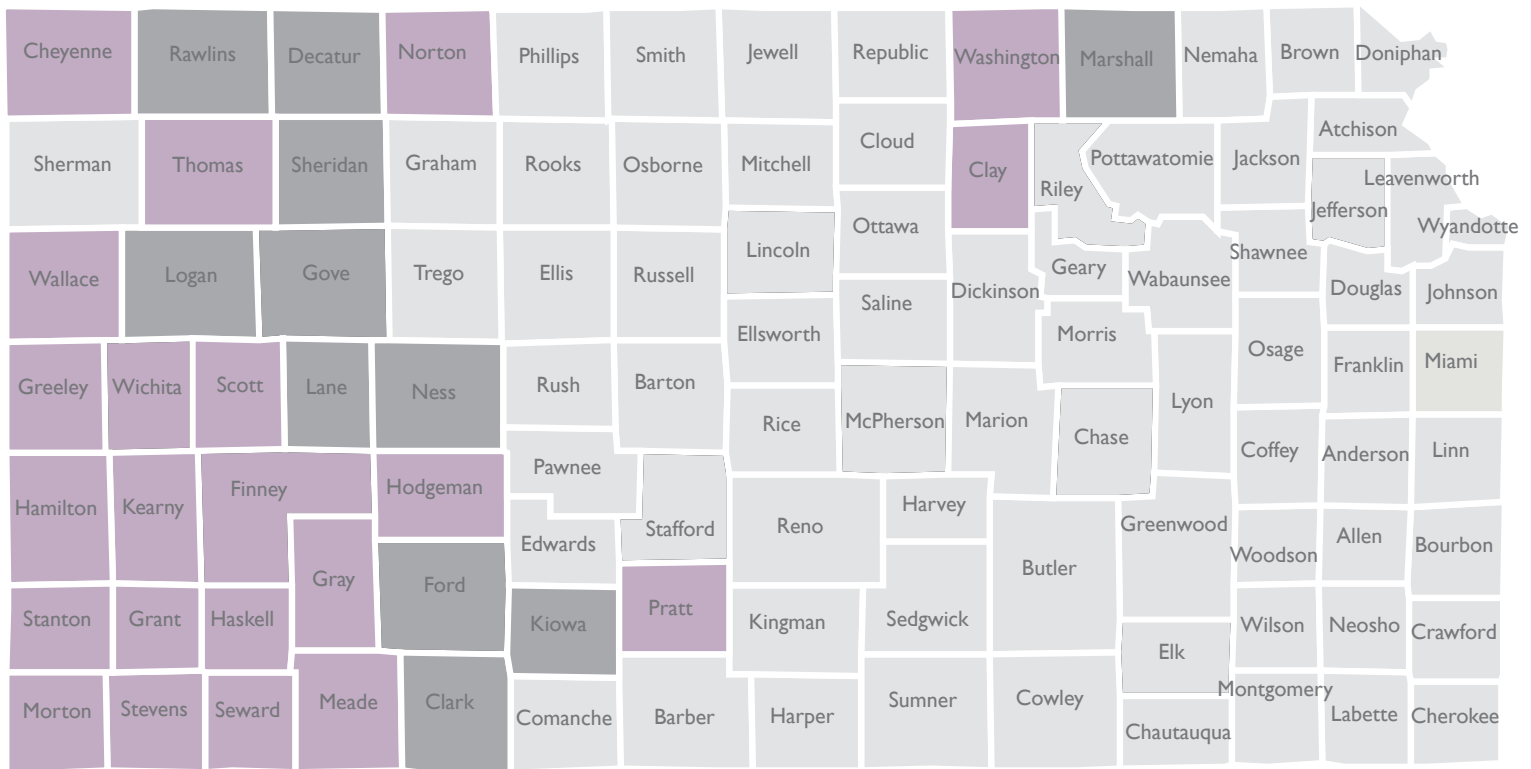 Cheyenne
Rawlins
Decatur
Norton
Phillips
Smith
Jewell
Republic
Washington
Marshall
Nemaha
Brown
Doniphan
Sherman
Thomas
Sheridan
Graham
Rooks
Osborne
Mitchell
Cloud
Clay
Riley
Pottawatomie
Jackson
Atchison
Leavenworth
Jefferson
Wyandotte
Wallace
Logan
Gove
Trego
Ellis
Russell
Lincoln
Ottawa
Saline
Dickinson
Geary
Wabaunsee
Shawnee
Douglas
Johnson
Greeley
Wichita
Scott
Lane
Ness
Rush
Barton
Ellsworth
Rice
McPherson
Marion
Morris
Chase
Lyon
Osage
Franklin
Miami
Hamilton
Kearny
Finney
Hodgeman
Pawnee
Edwards
Stafford
Reno
Harvey
Butler
Greenwood
Coffey
Anderson
Linn
Woodson
Allen
Bourbon
Stanton
Grant
Haskell
Gray
Ford
Kiowa
Pratt
Kingman
Sedgwick
Elk
Wilson
Neosho
Crawford
Morton
Stevens
Seward
Meade
Clark
Comanche
Barber
Harper
Sumner
Cowley
Chautauqua
Montgomery
Labette
Cherokee